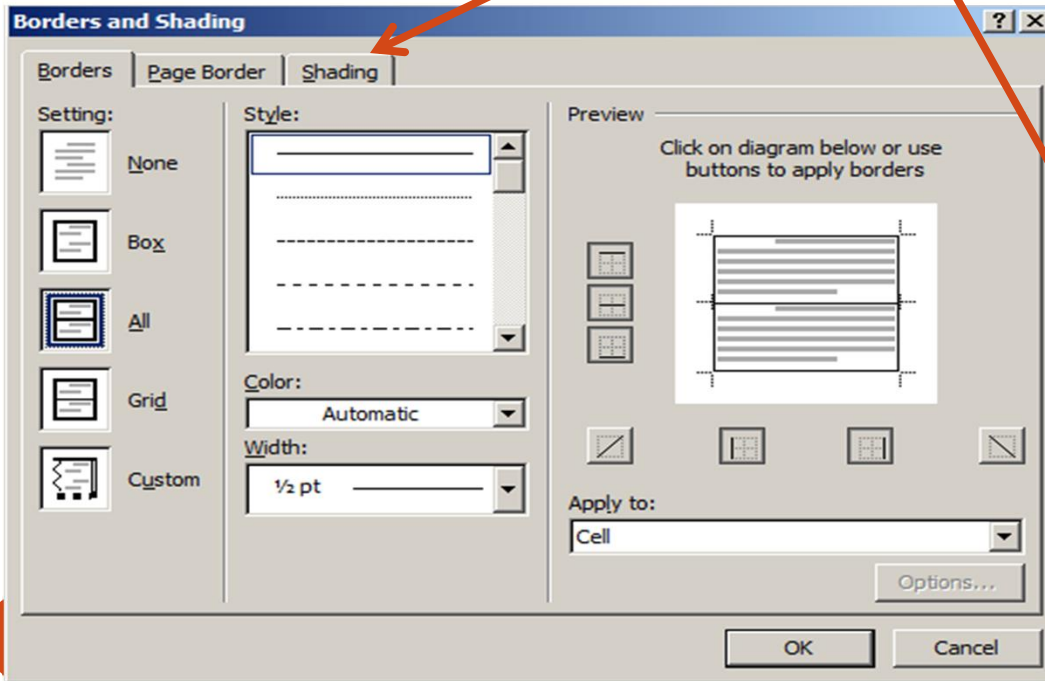 Borders and Shading
Borders
Page Border
Shading
Setting:
None
Box
All
Grid
Custom
Style:
Color:
Automatic
Width:
½ pt
Preview
Click on diagram below or use
buttons to apply borders
Apply to:
Cell
Options...
OK
Cancel